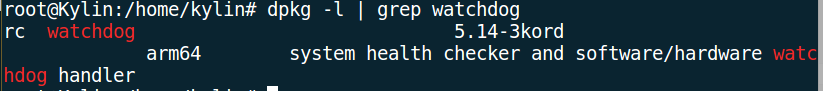 root@Kylin:/home/kylin# dpkg -l | grep watchdog
rc  watchdog                                  5.14-3kord
             arm64        system health checker and software/hardware watc
hdog handler